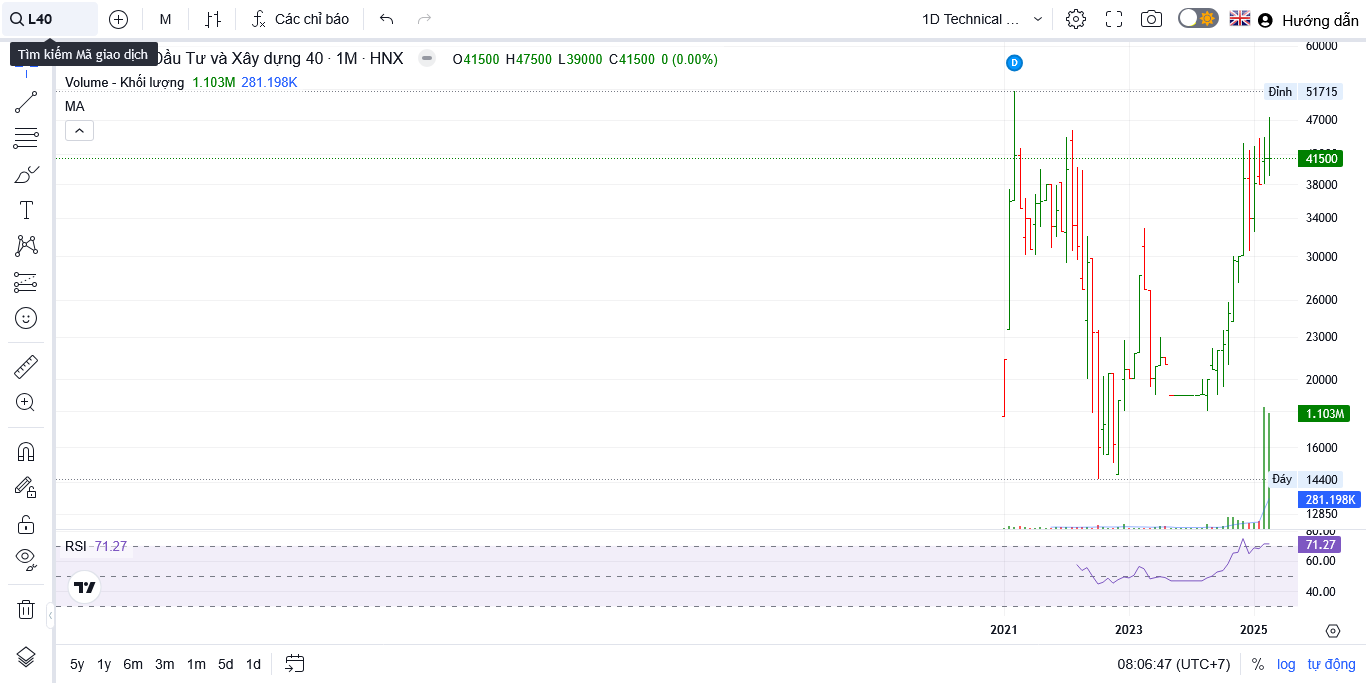 L40
M
Các chỉ báo
1D Technical ...
Hướng dẫn
Tìm kiếm Mã giao dịch
Đầu Tư và Xây dựng 40 · 1M · HNX
O41500 H47500 L39000 C41500 0 (0.00%)
Volume - Khối lượng 1.103M 281.198K
MA
D
60000
Đỉnh 51715
47000
41500
38000
34000
30000
26000
23000
20000
1.103M
16000
Đáy 14400
281.198K
12850
80.00
RSI 71.27
71.27
60.00
40.00
2021
2023
2025
5y 1y 6m 3m 1m 5d 1d
08:06:47 (UTC+7)
% log tự động